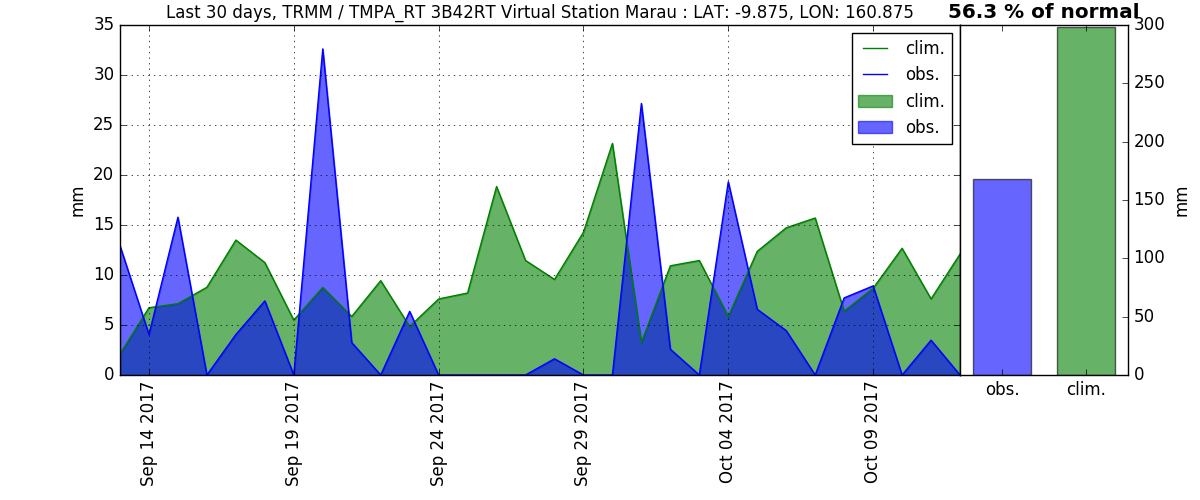 Last 30 days, TRMM / TMPA_RT 3B42RT Virtual Station Marau : LAT: -9.875, LON: 160.875
56.3 % of normal
35
30
25
20
15
10
5
0
mm
clim.
obs.
clim.
obs.
300
250
200
150
100
50
0
mm
obs.
clim.
Sep 14 2017
Sep 19 2017
Sep 24 2017
Sep 29 2017
Oct 04 2017
Oct 09 2017